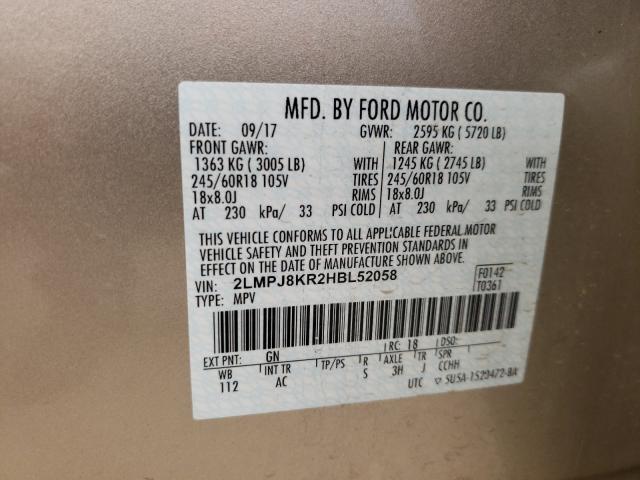 MFD. BY FORD MOTOR CO.
DATE: 09/17 GVWR: 2595 KG ( 5720 LB)
FRONT GAWR: REAR GAWR:
1363 KG ( 3005 LB) WITH 1245 KG ( 2745 LB) WITH
245/60R18 105V TIRES 245/60R18 105V TIRES
18x8.0J RIMS 18x8.0J RIMS
AT 230 kPa/ 33 PSI COLD AT 230 kPa/ 33 PSI COLD
THIS VEHICLE CONFORMS TO ALL APPLICABLE FEDERAL MOTOR
VEHICLE SAFETY AND THEFT PREVENTION STANDARDS IN
EFFECT ON THE DATE OF MANUFACTURE SHOWN ABOVE.
VIN: 2LMPJ8KR2HBL52058 F0142
TYPE: MPV T0361
EXT PNT: GN RC: 18 DSO:
WB INT TR TP/PS R AXLE TR SPR
112 AC S 3H J CCHH
UTC ▽ 5U5A-1520472-BA